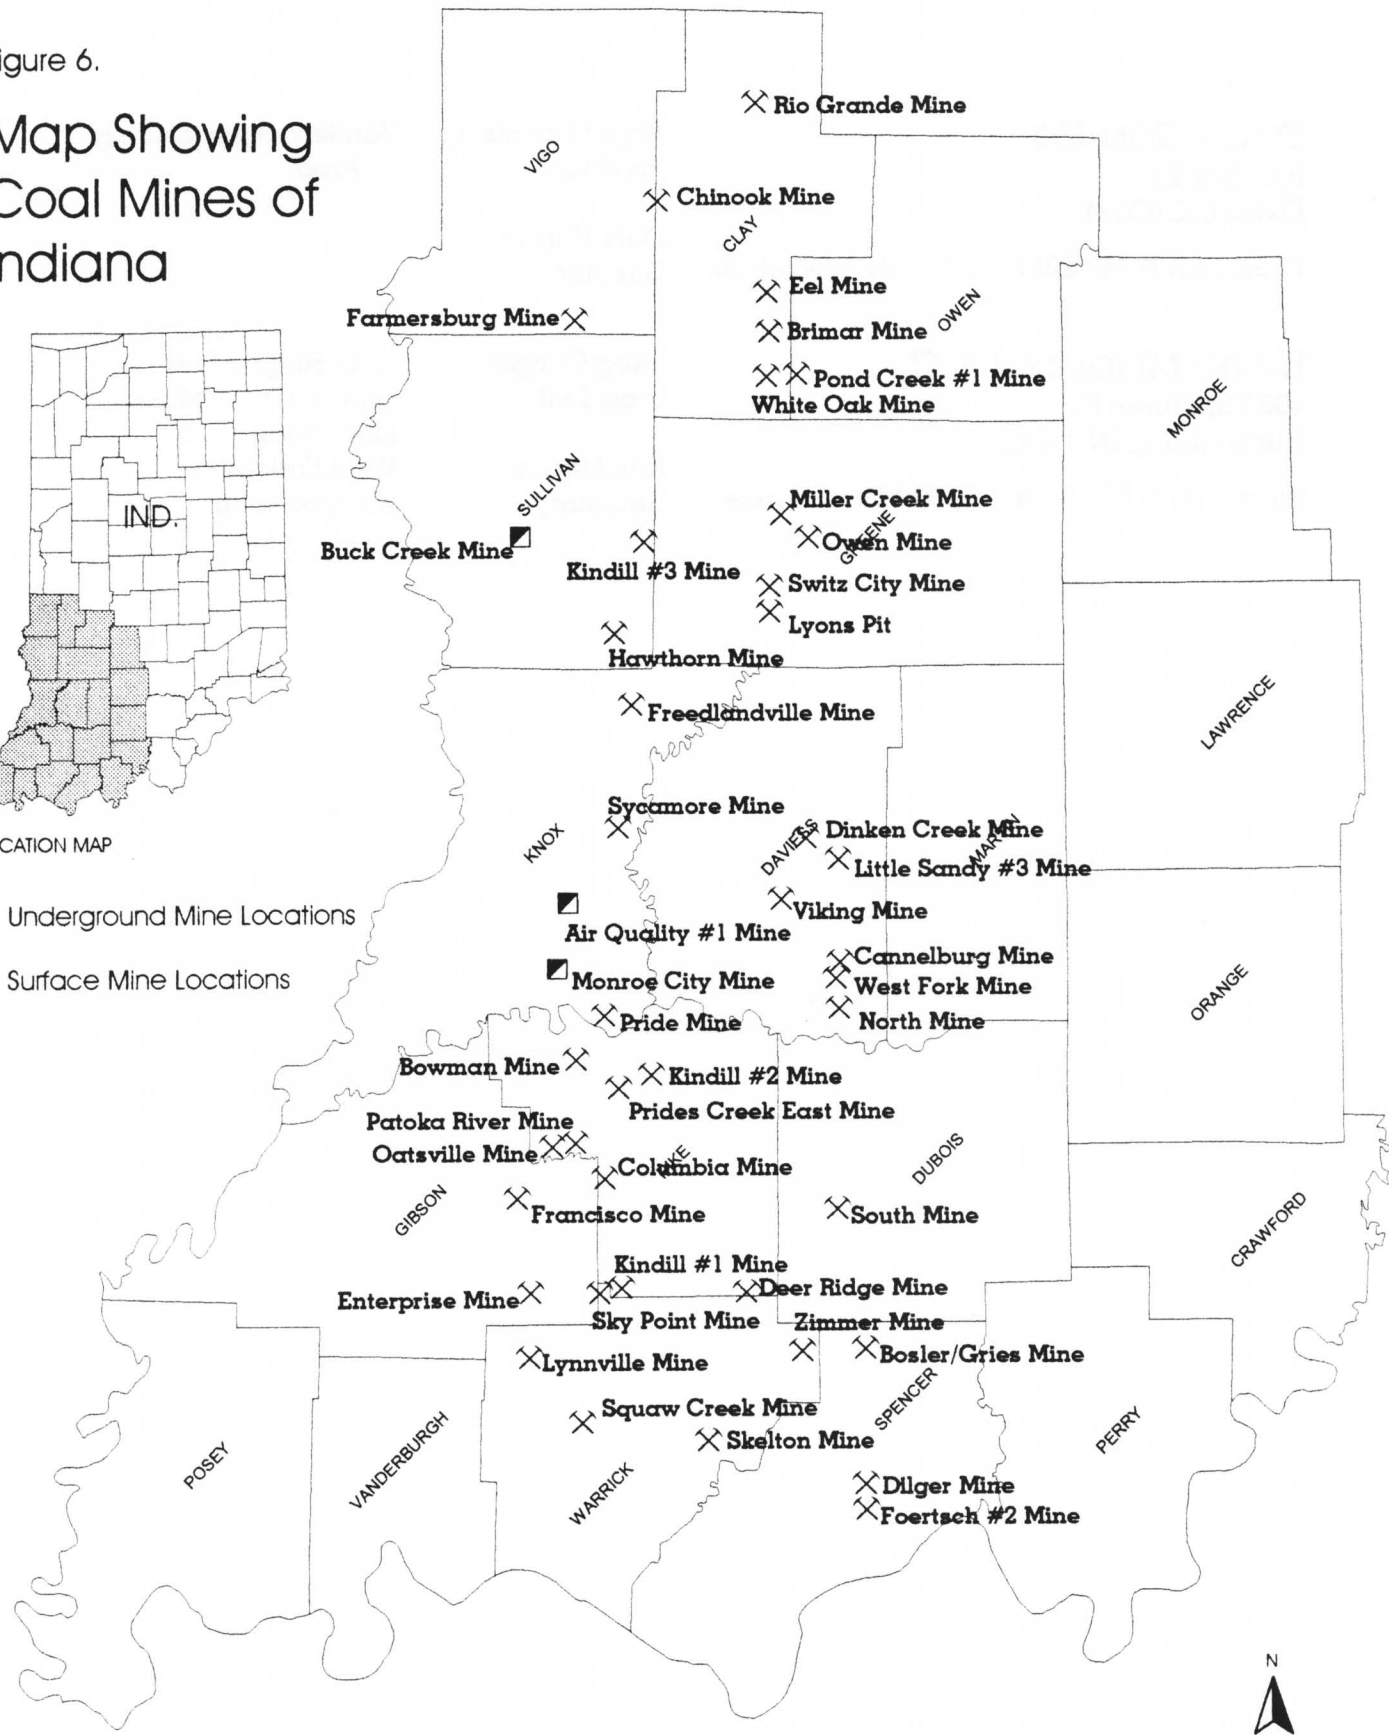 igure 6.
Map Showing
Coal Mines of
ndiana
IND.
CATION MAP
Underground Mine Locations
Surface Mine Locations
VIGO
Rio Grande Mine
Chinook Mine
CLAY
Eel Mine
OWEN
Farmersburg Mine
Brimar Mine
Pond Creek #1 Mine
White Oak Mine
MONROE
SULLIVAN
Miller Creek Mine
GREENE
Owen Mine
Buck Creek Mine
Kindill #3 Mine
Switz City Mine
Lyons Pit
Hawthorn Mine
Freedlandville Mine
LAWRENCE
Sycamore Mine
KNOX
DAVIESS
Dinken Creek Mine
MARTIN
Little Sandy #3 Mine
Viking Mine
Air Quality #1 Mine
Cannelburg Mine
Monroe City Mine
West Fork Mine
ORANGE
Pride Mine
North Mine
Bowman Mine
Kindill #2 Mine
Prides Creek East Mine
Patoka River Mine
Oatsville Mine
PIKE
Columbia Mine
DUBOIS
GIBSON
Francisco Mine
South Mine
CRAWFORD
Kindill #1 Mine
Deer Ridge Mine
Enterprise Mine
Sky Point Mine
Zimmer Mine
Lynnville Mine
Bosler/Gries Mine
Squaw Creek Mine
SPENCER
Skelton Mine
PERRY
POSEY
VANDERBURGH
WARRICK
Dilger Mine
Foertsch #2 Mine
N